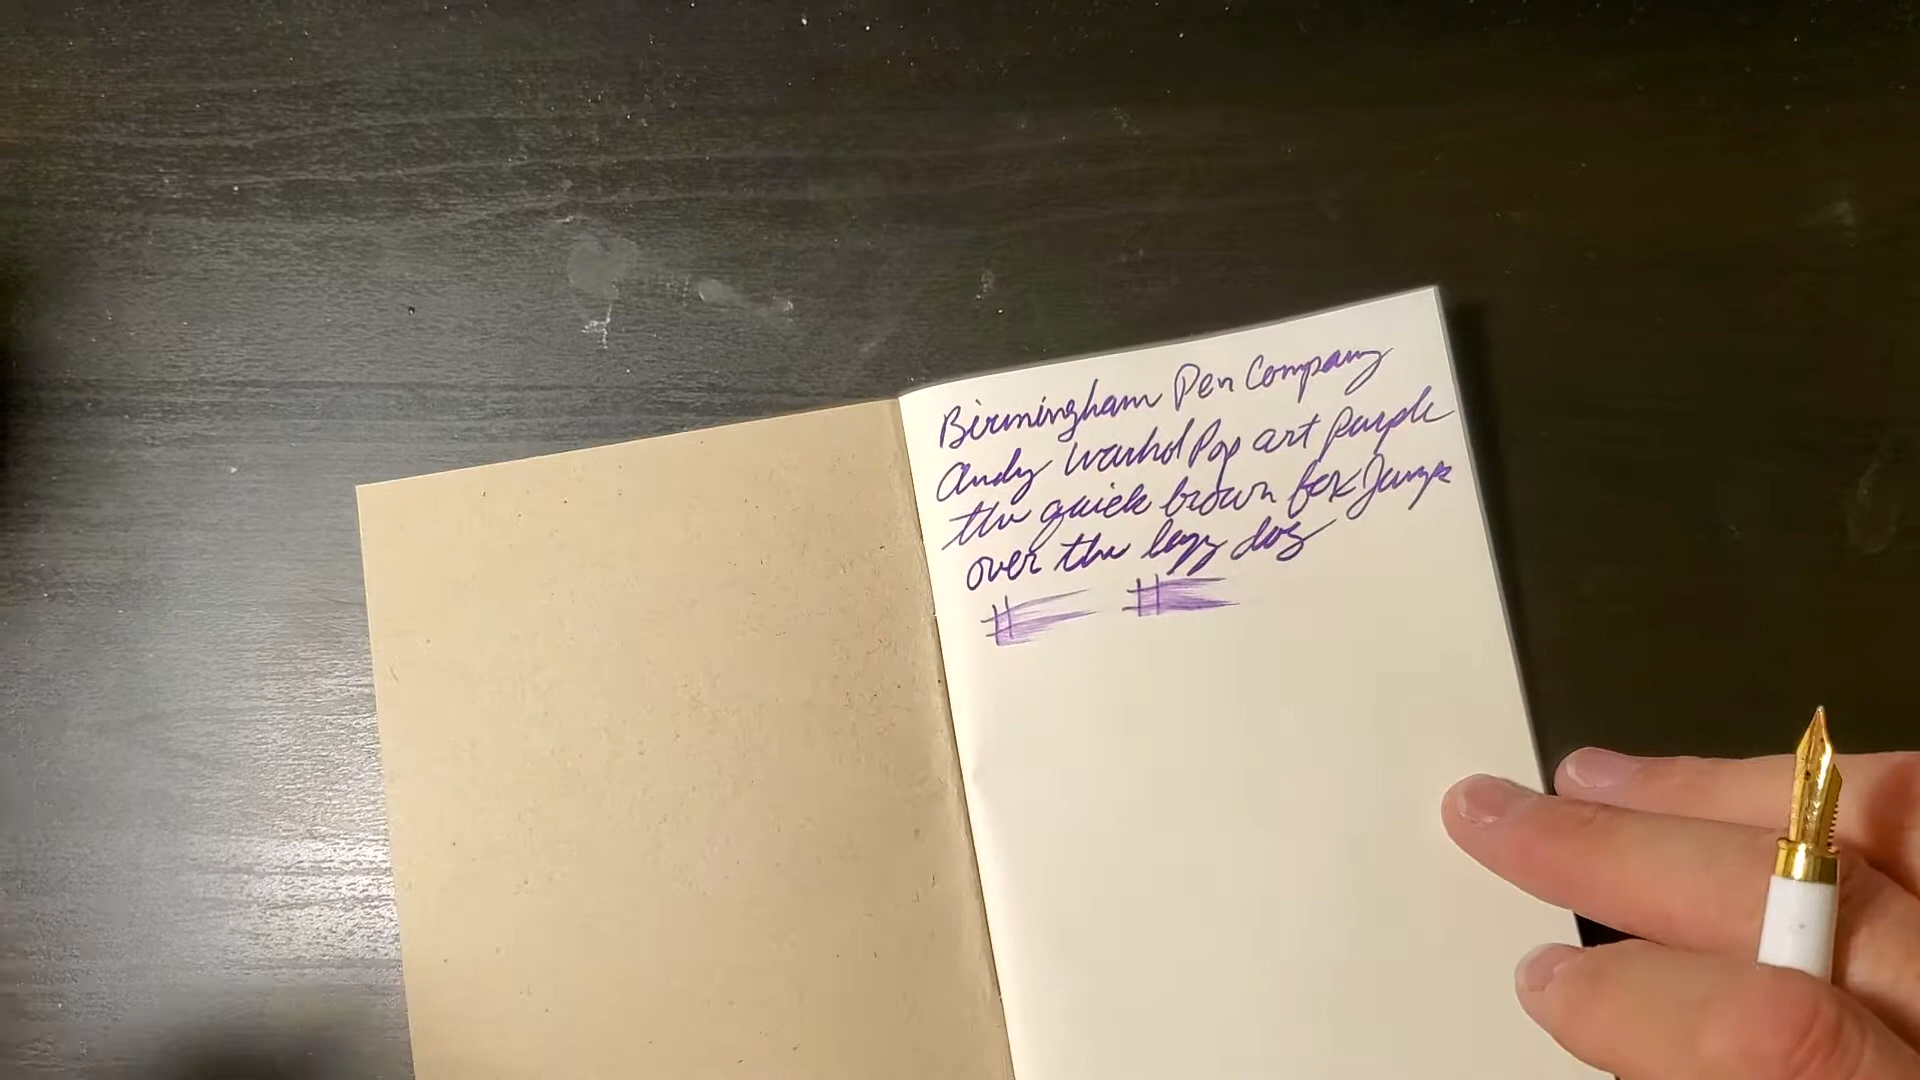 Birmingham Pen Company
Andy Warhol Pop art purple
the quick brown fox Jumps
over the lazy dog